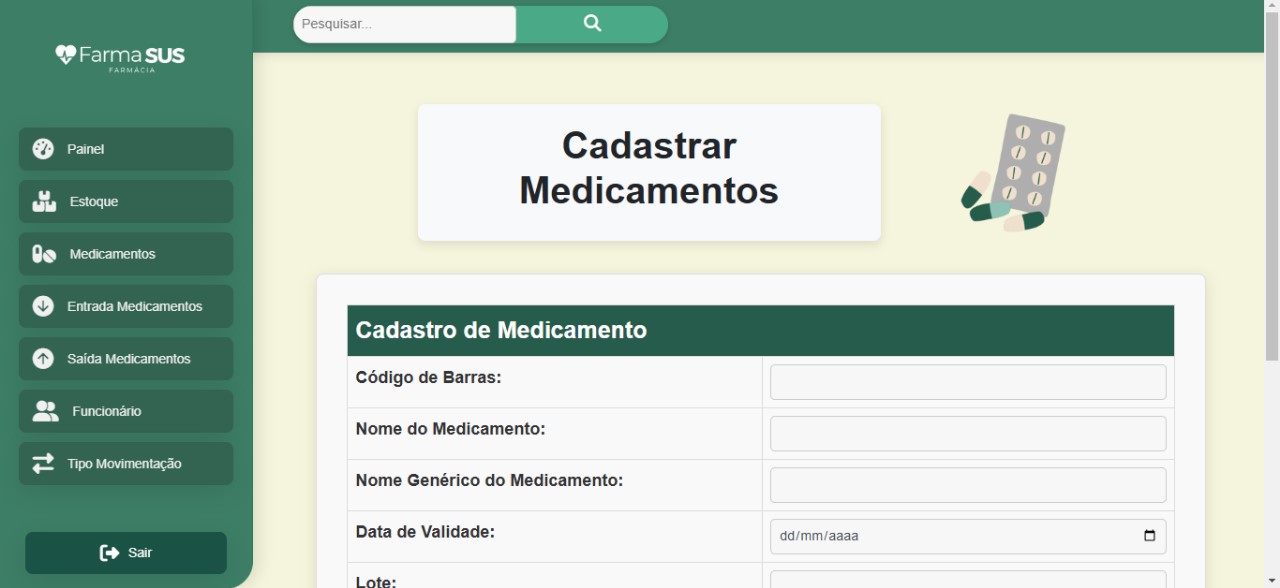 Farma SUS
FARMÁCIA
Painel
Estoque
Medicamentos
Entrada Medicamentos
Saída Medicamentos
Funcionário
Tipo Movimentação
Sair
Pesquisar...
Cadastrar
Medicamentos
Cadastro de Medicamento
Código de Barras:
Nome do Medicamento:
Nome Genérico do Medicamento:
Data de Validade:
dd/mm/aaaa
Lote: